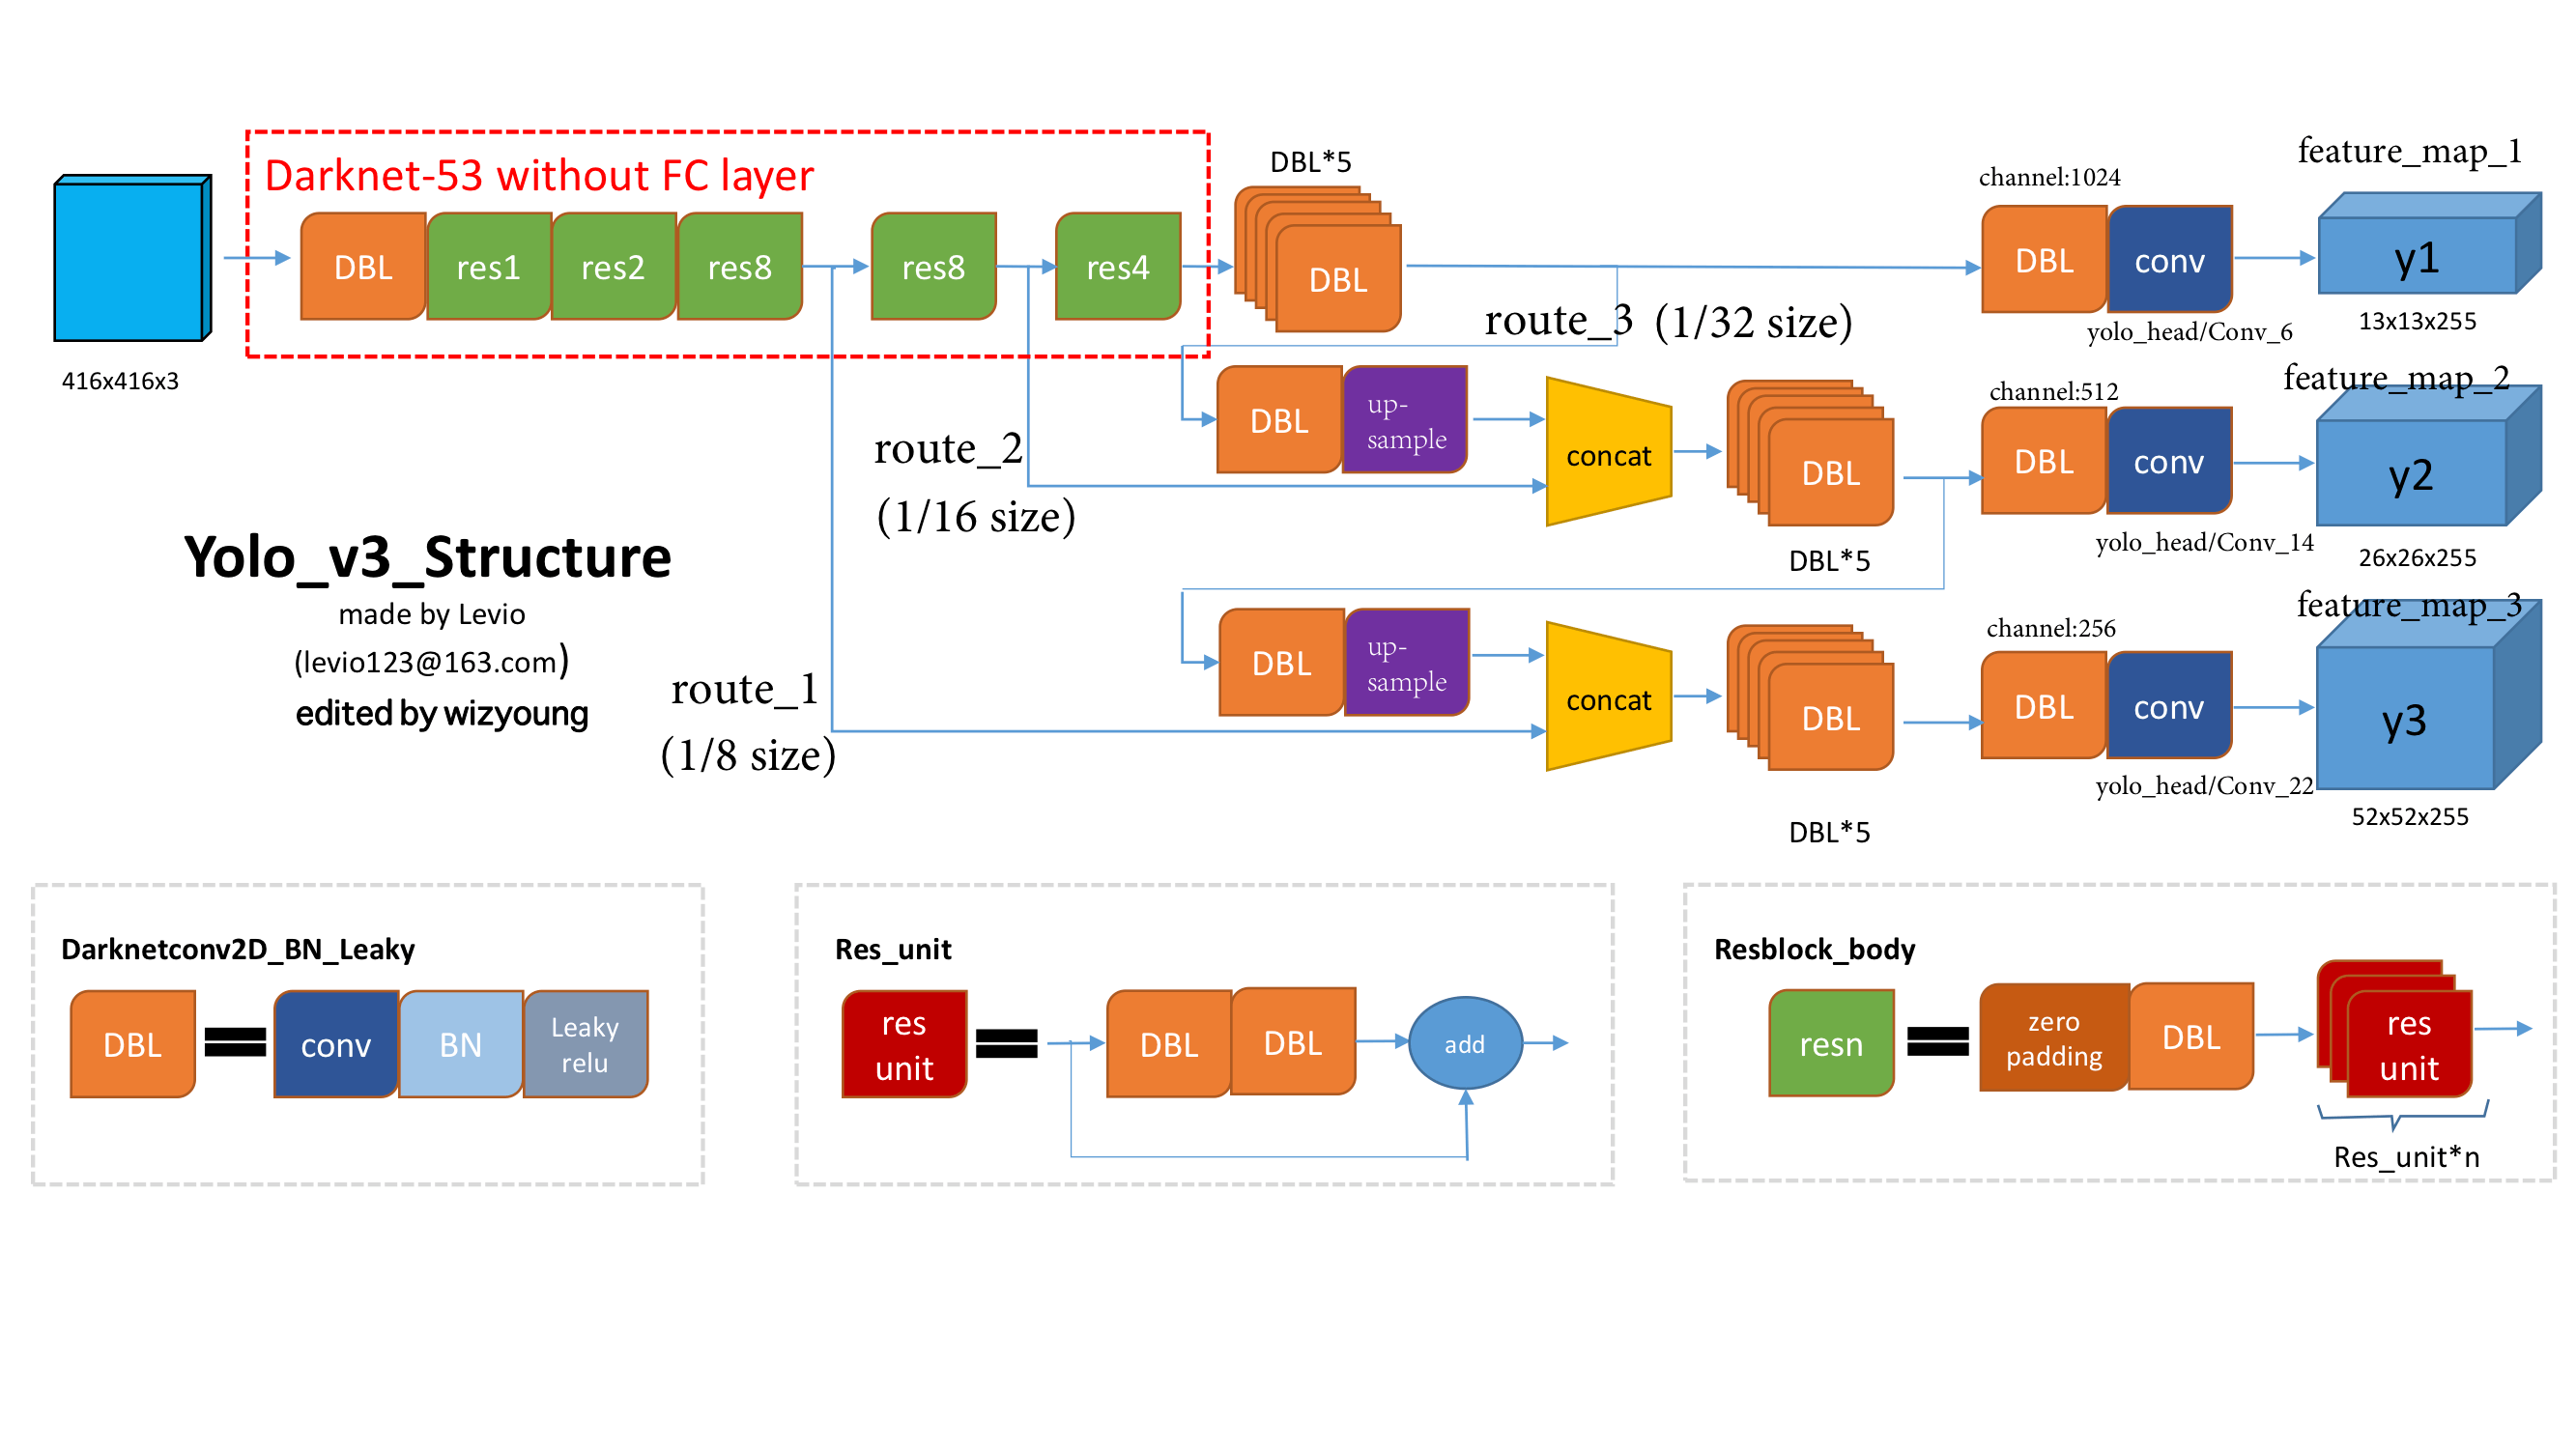 Darknet-53 without FC layer
DBL
res1
res2
res8
res8
res4
416x416x3
DBL*5
DBL
route_3 (1/32 size)
channel:1024
DBL
conv
yolo_head/Conv_6
feature_map_1
y1
13x13x255
DBL
up-
sample
concat
DBL
DBL*5
route_2
(1/16 size)
channel:512
DBL
conv
yolo_head/Conv_14
feature_map_2
y2
26x26x255
Yolo_v3_Structure
made by Levio
(levio123@163.com)
edited by wizyoung
route_1
(1/8 size)
DBL
up-
sample
concat
DBL
DBL*5
channel:256
DBL
conv
yolo_head/Conv_22
feature_map_3
y3
52x52x255
Darknetconv2D_BN_Leaky
DBL
conv
BN
Leaky
relu
Res_unit
res
unit
DBL
DBL
add
Resblock_body
resn
zero
padding
DBL
res
unit
Res_unit*n